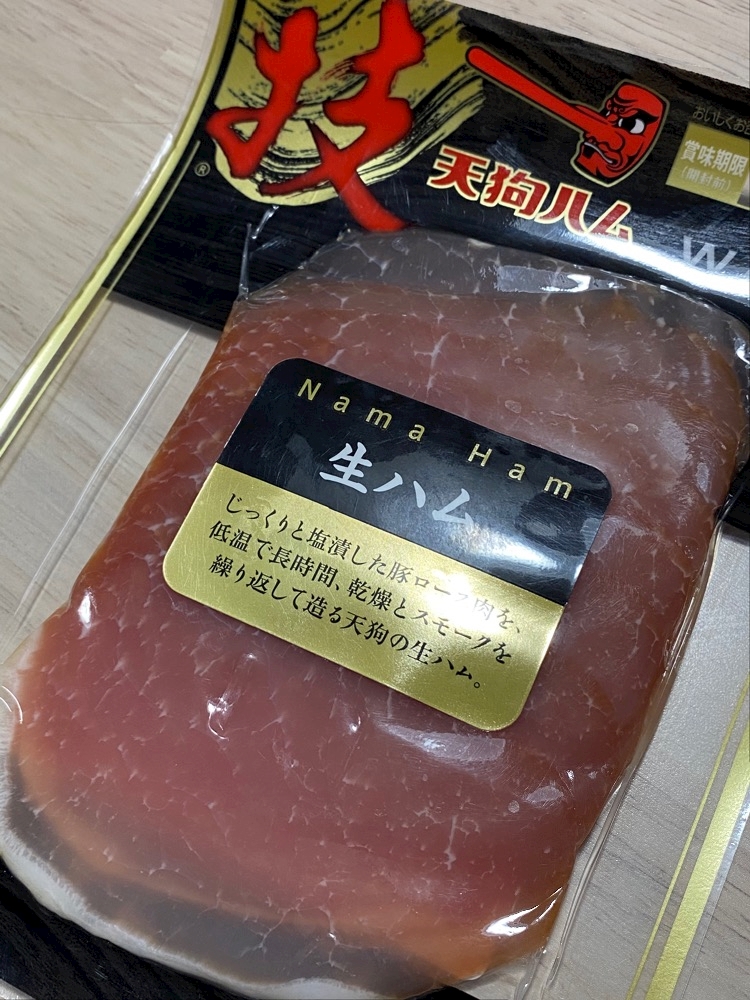 技
®
天狗ハム
おいしくお
賞味期限
(開封前)
W
Nama Ham
生ハム
じっくりと塩漬した豚ロース肉を、
低温で長時間、乾燥とスモークを
繰り返して造る天狗の生ハム。